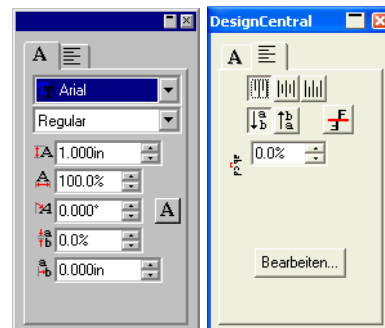 DesignCentral
A
A
Arial
Regular
1.000in
100.0%
0.000°
A
0.0%
0.000in
0.0%
Bearbeiten...